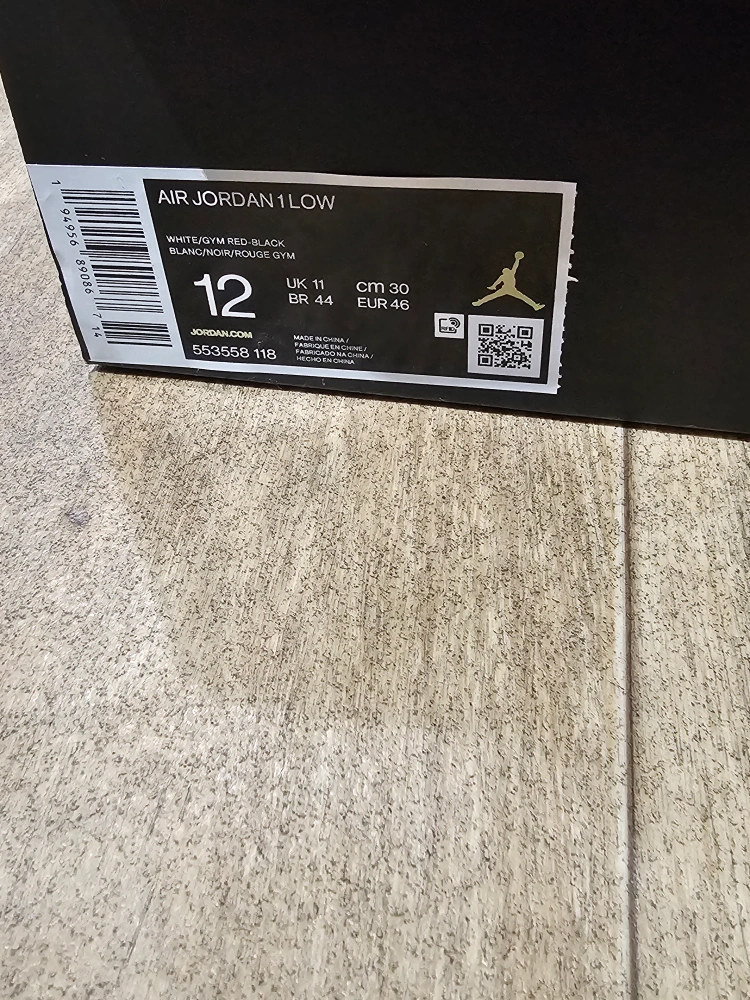 AIR JORDAN 1 LOW
WHITE/GYM RED-BLACK
BLANC/NOIR/ROUGE GYM
12
UK 11
cm 30
BR 44
EUR 46
JORDAN.COM
553558 118
MADE IN CHINA /
FABRIQUE EN CHINE /
FABRICADO NA CHINA /
HECHO EN CHINA
1 94956 89086 7 14